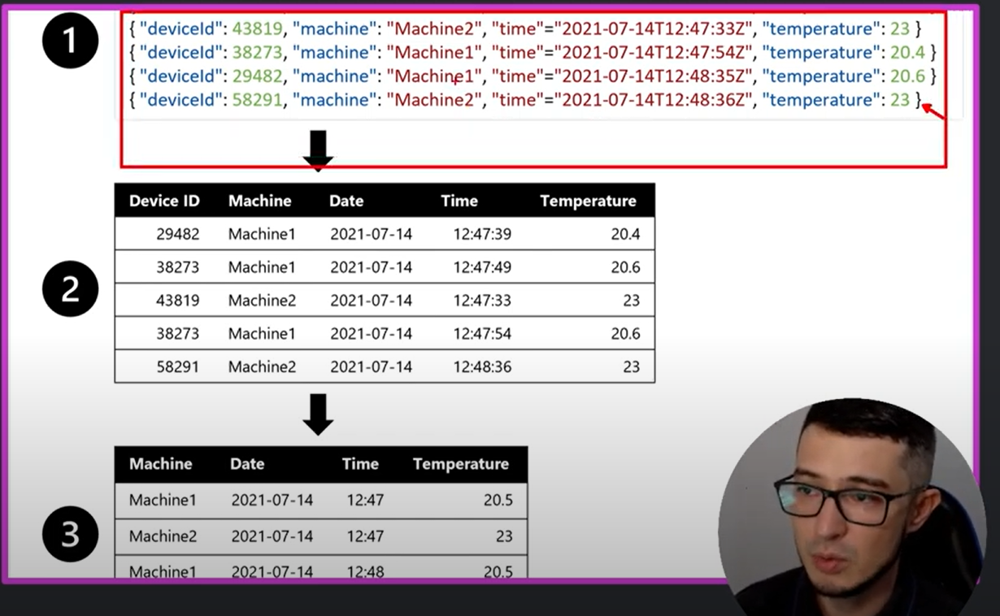 1
{ "deviceId": 43819, "machine": "Machine2", "time"="2021-07-14T12:47:33Z", "temperature": 23 }
{ "deviceId": 38273, "machine": "Machine1", "time"="2021-07-14T12:47:54Z", "temperature": 20.4 }
{ "deviceId": 29482, "machine": "Machine1", "time"="2021-07-14T12:48:35Z", "temperature": 20.6 }
{ "deviceId": 58291, "machine": "Machine2", "time"="2021-07-14T12:48:36Z", "temperature": 23 }
2
Device ID Machine Date Time Temperature
29482 Machine1 2021-07-14 12:47:39 20.4
38273 Machine1 2021-07-14 12:47:49 20.6
43819 Machine2 2021-07-14 12:47:33 23
38273 Machine1 2021-07-14 12:47:54 20.6
58291 Machine2 2021-07-14 12:48:36 23
3
Machine Date Time Temperature
Machine1 2021-07-14 12:47 20.5
Machine2 2021-07-14 12:47 23
Machine1 2021-07-14 12:48 20.5